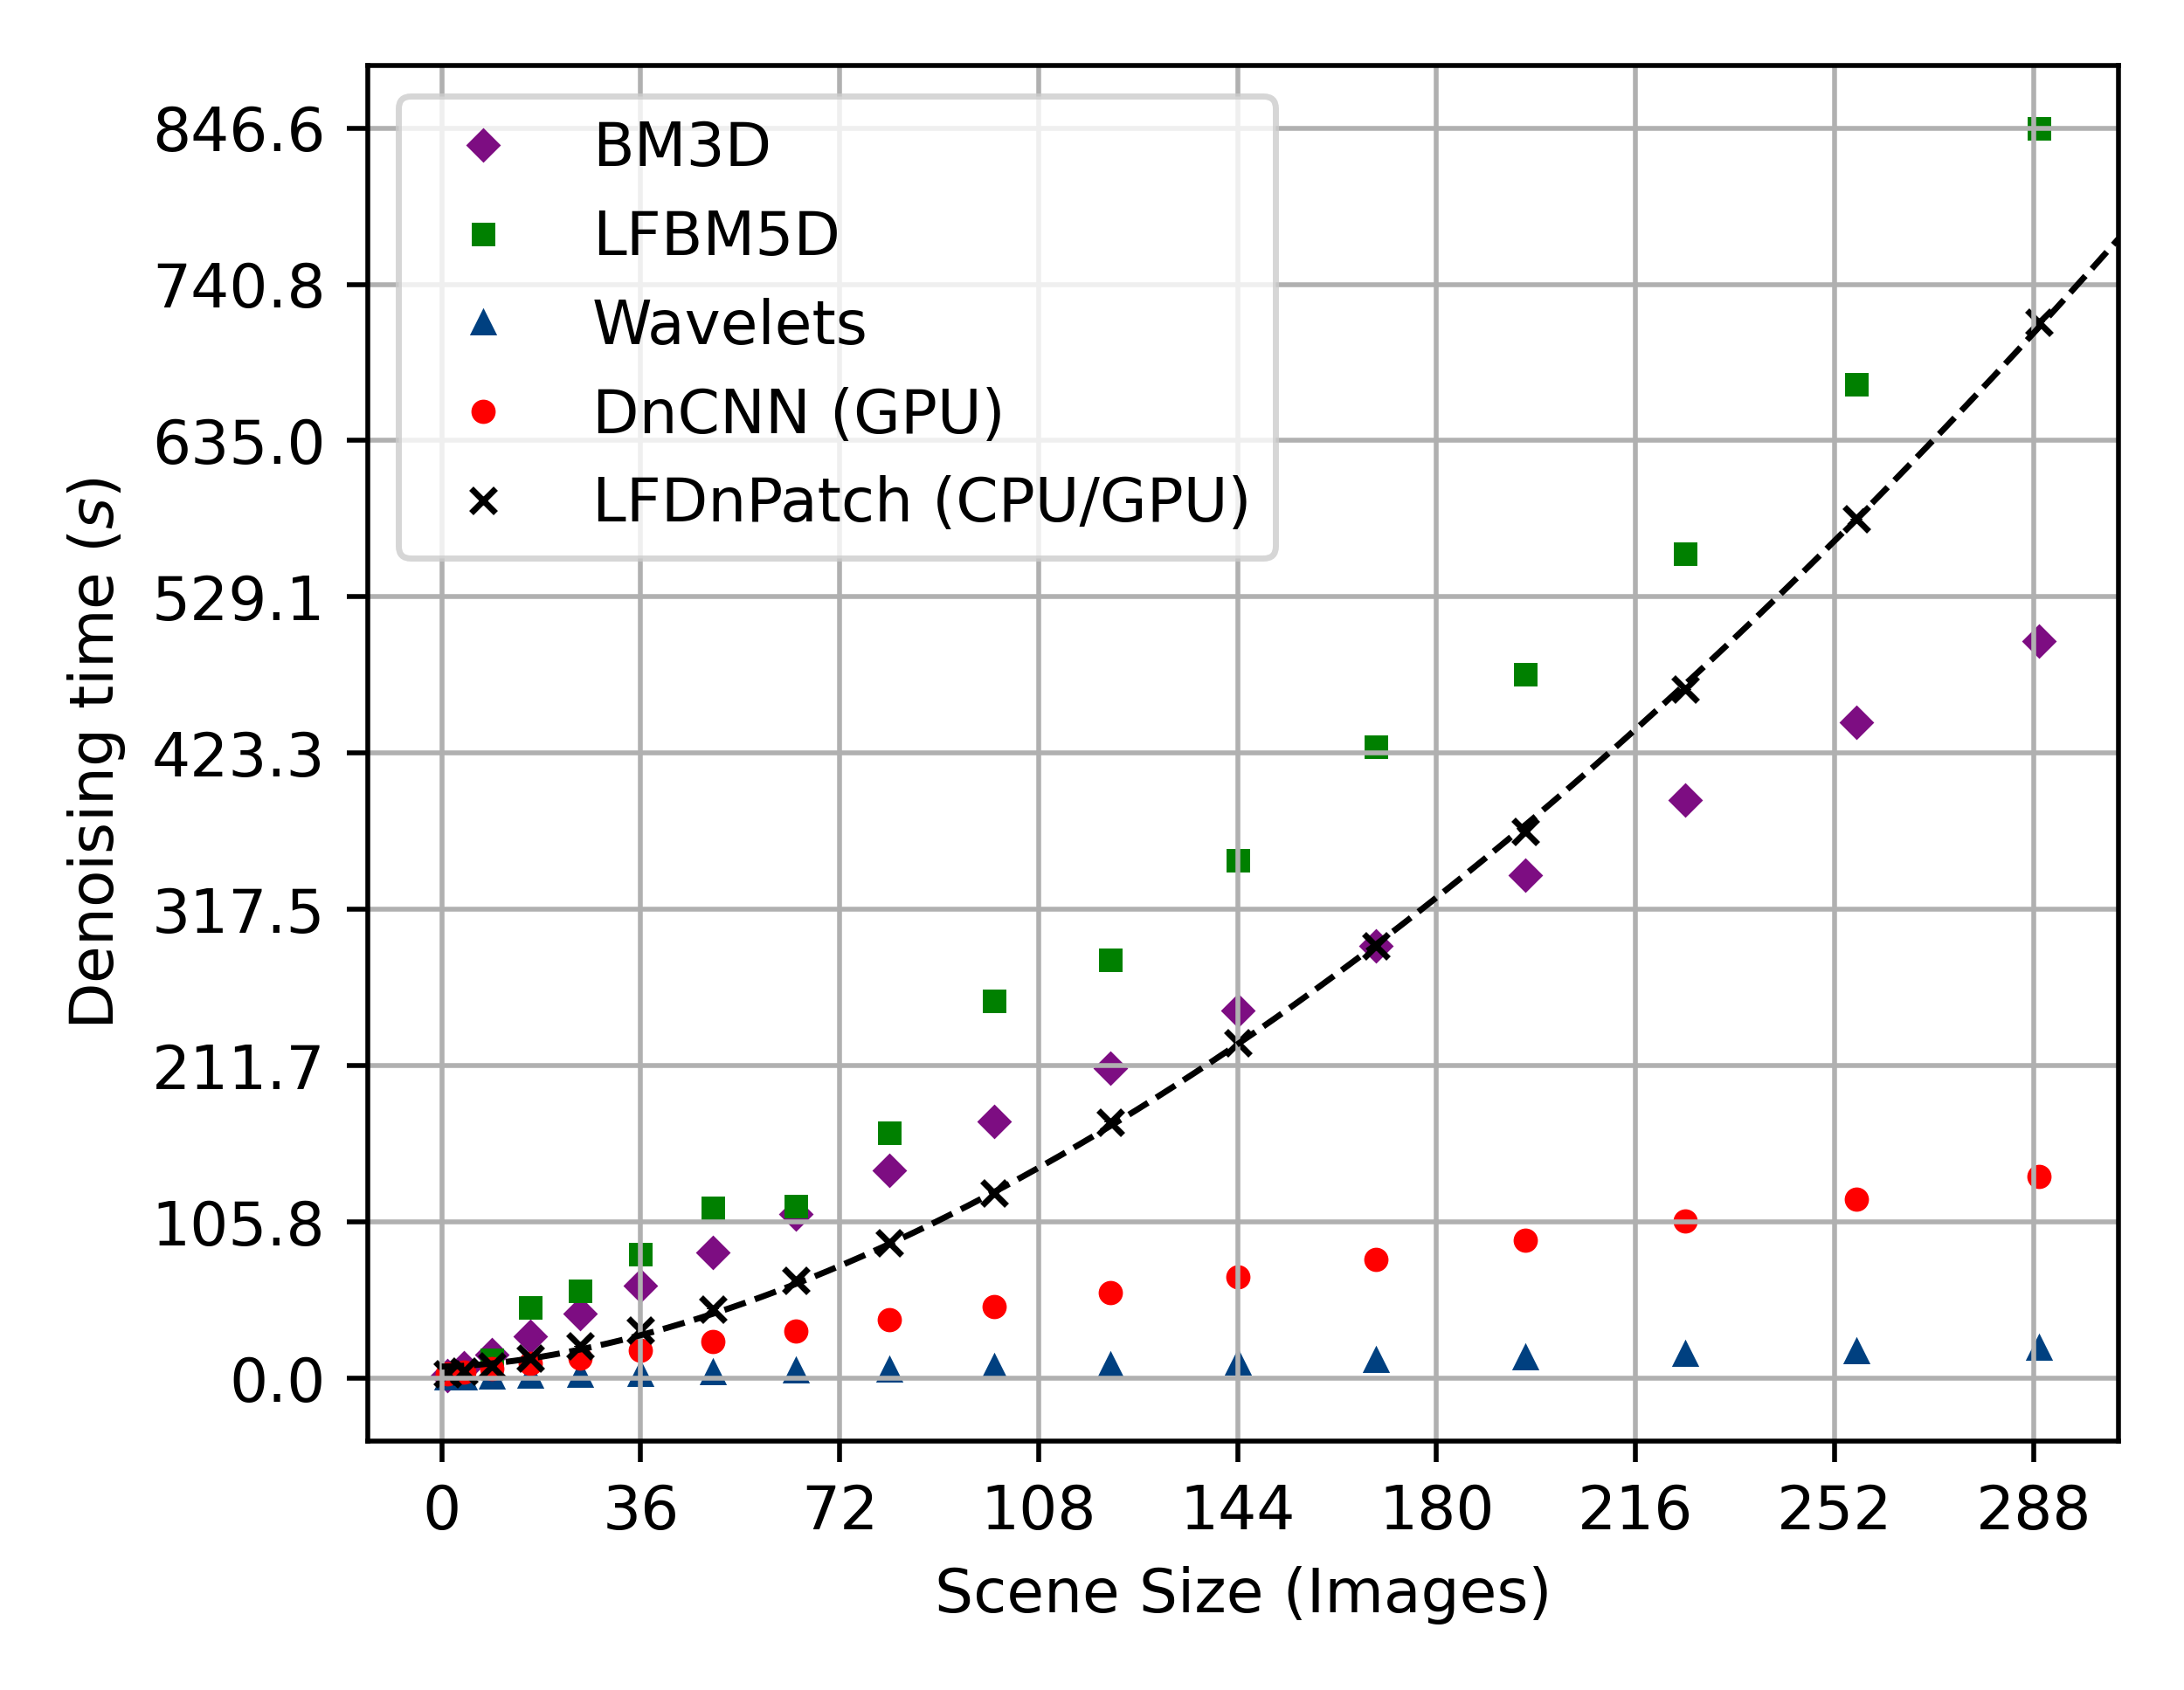 846.6
740.8
635.0
529.1
423.3
317.5
211.7
105.8
0.0
Denoising time (s)
BM3D
LFBM5D
Wavelets
DnCNN (GPU)
LFDnPatch (CPU/GPU)
0 36 72 108 144 180 216 252 288
Scene Size (Images)